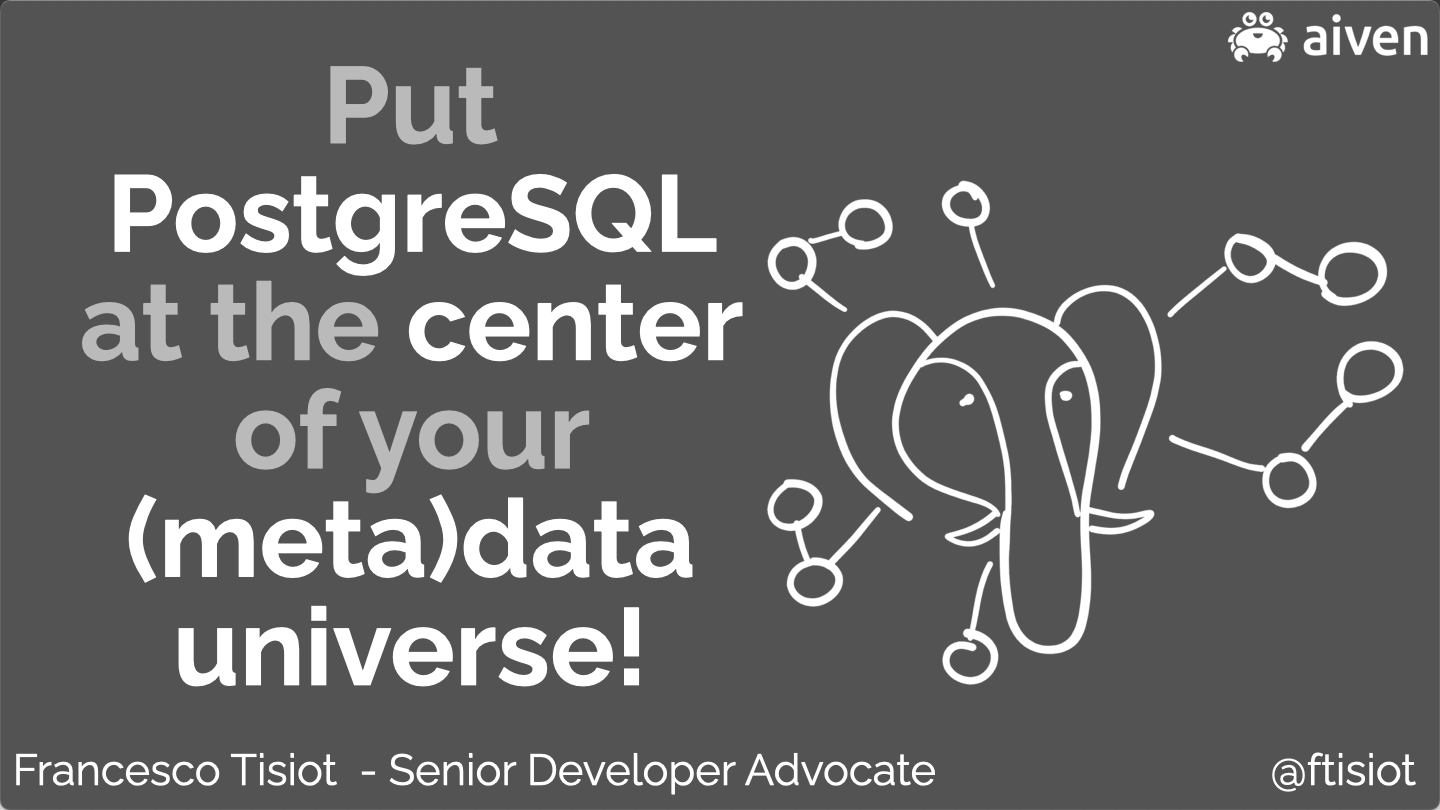 aiven
Put
PostgreSQL
at the center
of your
(meta)data
universe!
Francesco Tisiot - Senior Developer Advocate
@ftisiot